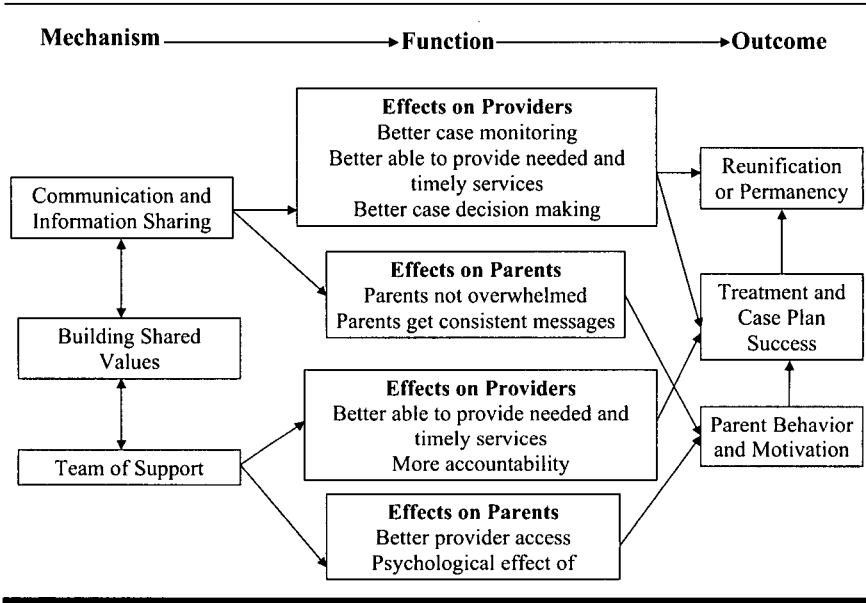 Mechanism Function Outcome
Effects on Providers
Better case monitoring
Better able to provide needed and
timely services
Better case decision making
Communication and
Information Sharing
Reunification
or Permanency
Effects on Parents
Parents not overwhelmed
Parents get consistent messages
Treatment and
Case Plan
Success
Building Shared
Values
Effects on Providers
Better able to provide needed and
timely services
More accountability
Parent Behavior
and Motivation
Team of Support
Effects on Parents
Better provider access
Psychological effect of